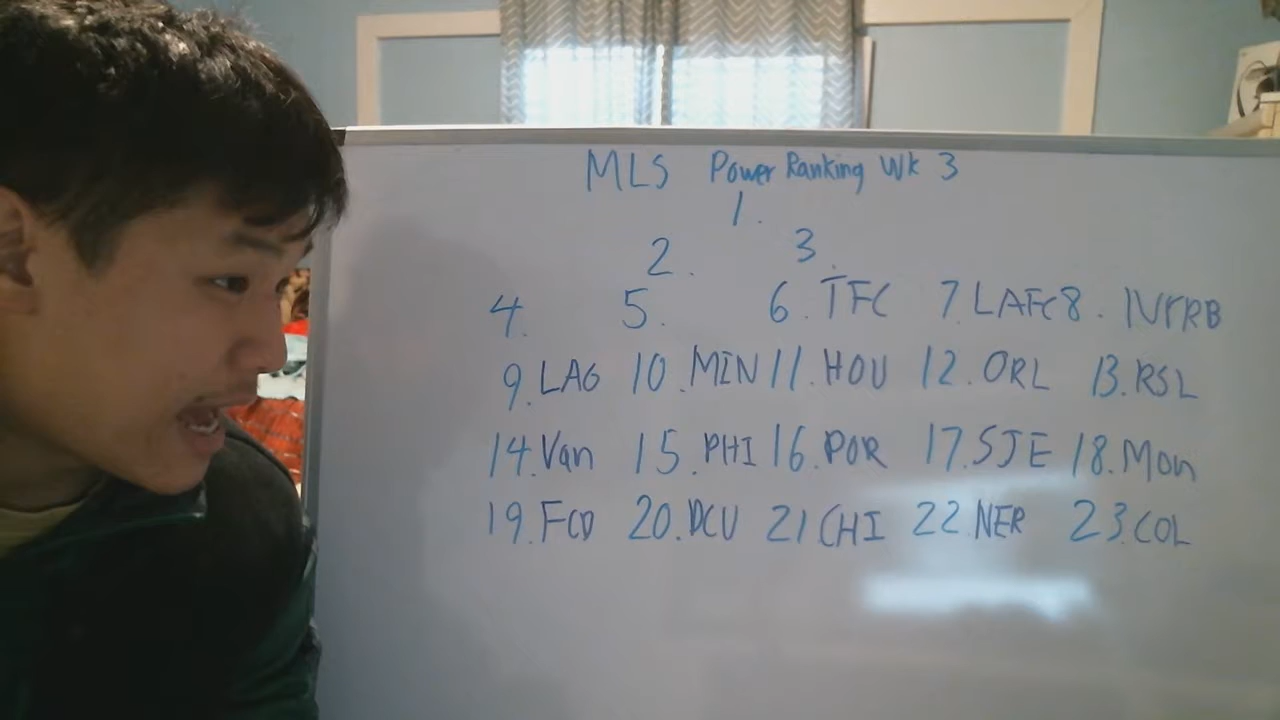 MLS Power Ranking Wk 3
1.
2. 3.
4. 5. 6. TFC 7. LAFC 8. NYRB
9. LAG 10. MIN 11. HOU 12. ORL 13. RSL
14. Van 15. PHI 16. POR 17. SJE 18. Mon
19. FCD 20. DCU 21 CHI 22 NER 23. COL